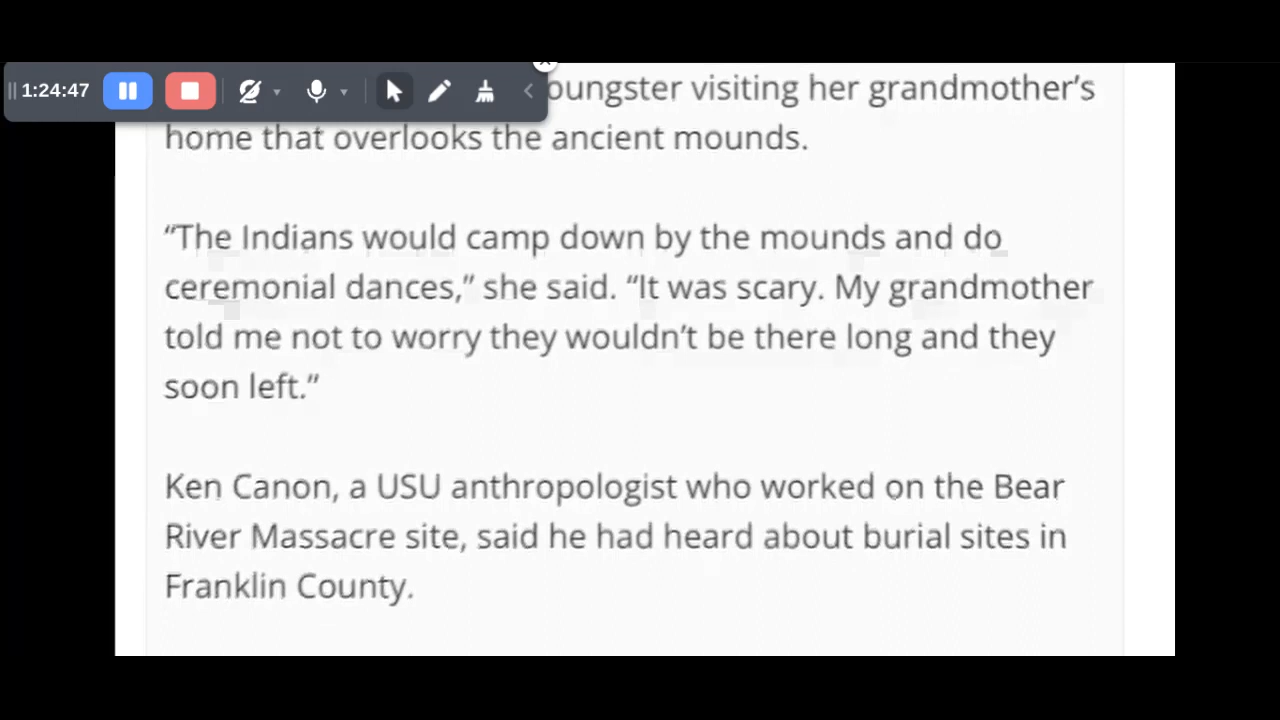 1:24:47
oungster visiting her grandmother’s
home that overlooks the ancient mounds.
“The Indians would camp down by the mounds and do
ceremonial dances,” she said. “It was scary. My grandmother
told me not to worry they wouldn’t be there long and they
soon left.”
Ken Canon, a USU anthropologist who worked on the Bear
River Massacre site, said he had heard about burial sites in
Franklin County.